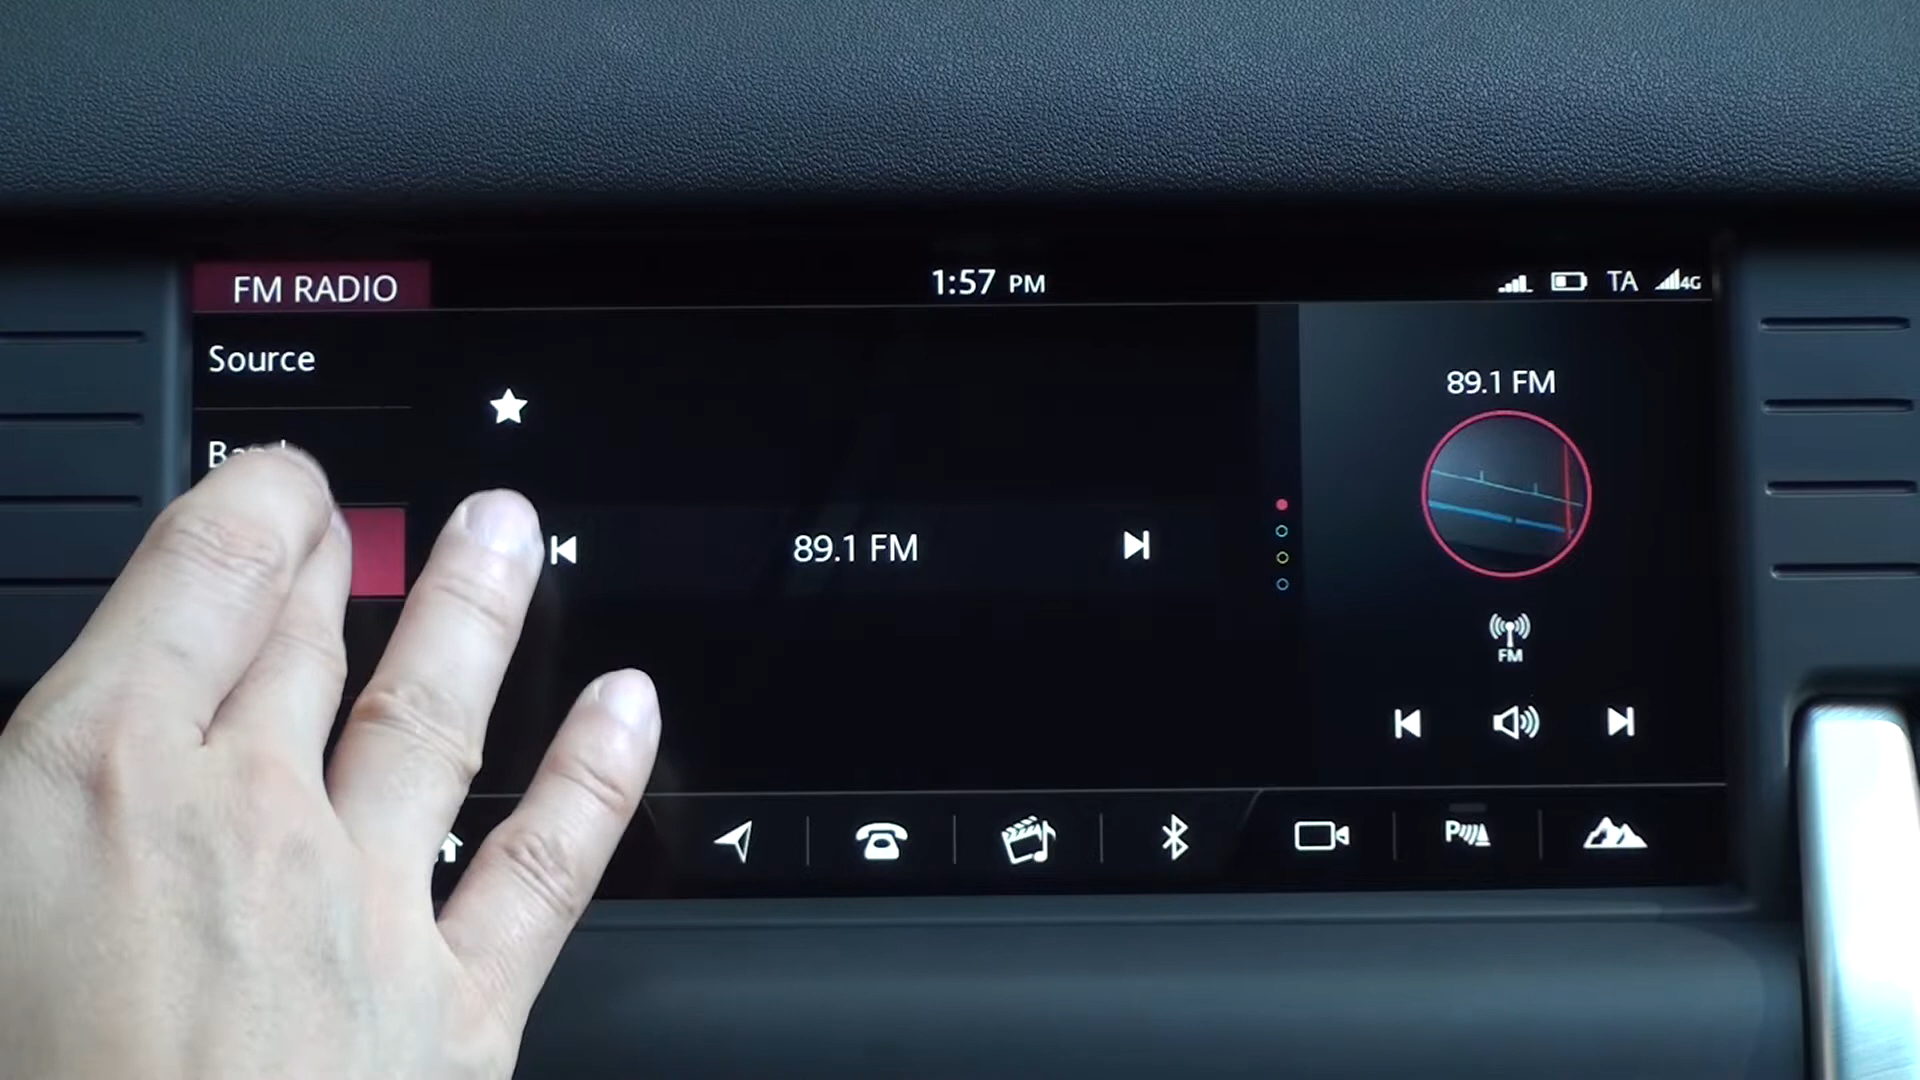 FM RADIO
1:57 PM
TA
4G
Source
89.1 FM
89.1 FM
FM
P